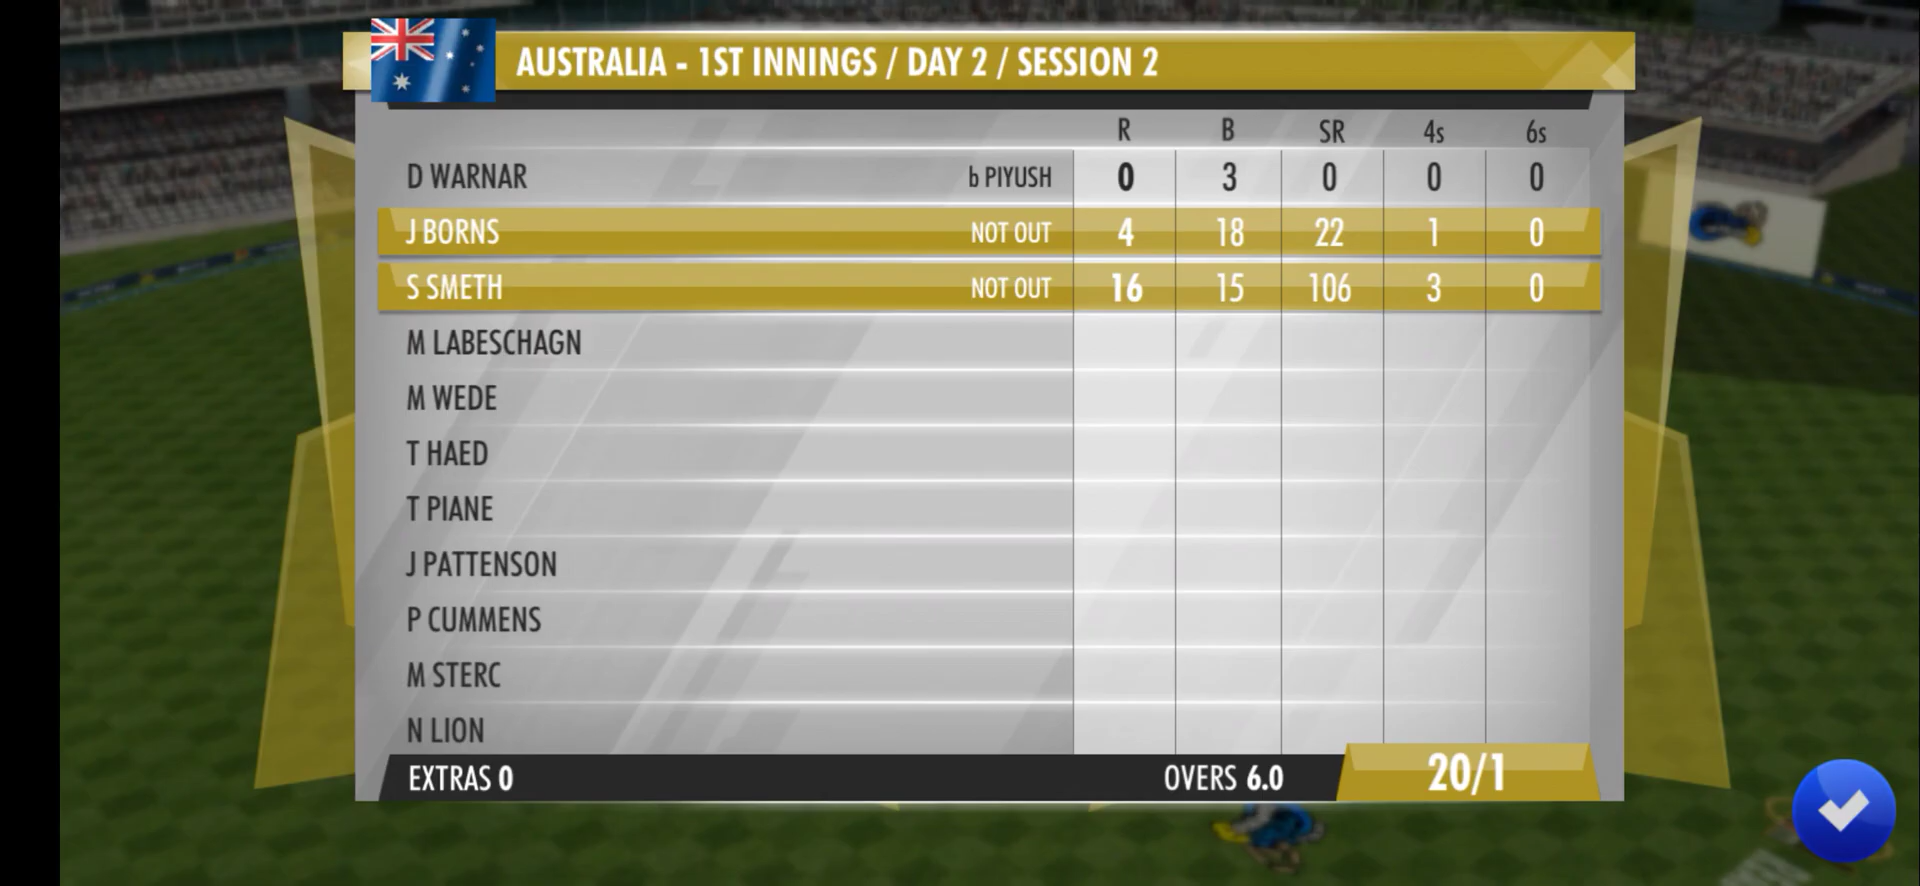 AUSTRALIA - 1ST INNINGS / DAY 2 / SESSION 2
R B SR 4s 6s
D WARNAR b PIYUSH 0 3 0 0 0
J BORNS NOT OUT 4 18 22 1 0
S SMETH NOT OUT 16 15 106 3 0
M LABESCHAGN
M WEDE
T HAED
T PIANE
J PATTENSON
P CUMMENS
M STERC
N LION
EXTRAS 0 OVERS 6.0 20/1